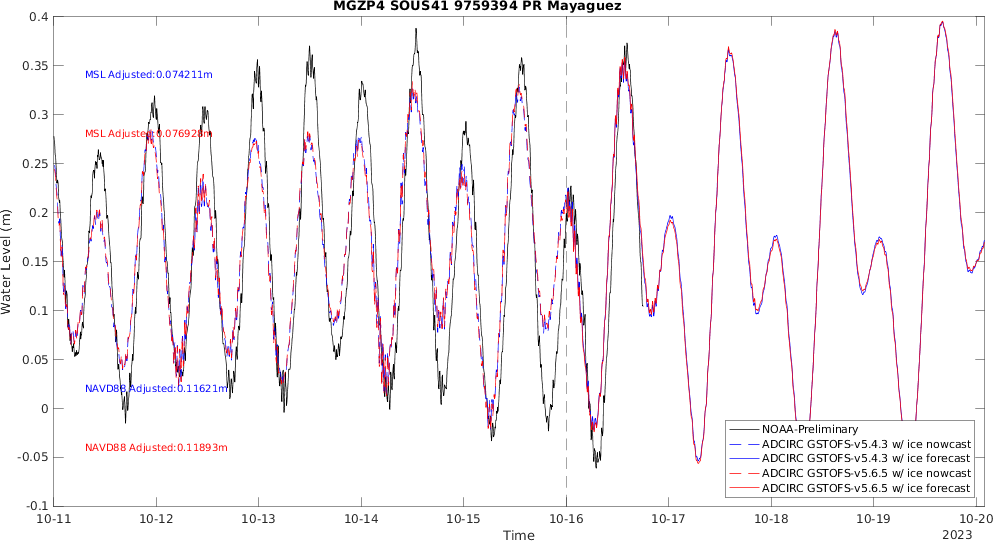 MGZP4 SOUS41 9759394 PR Mayaguez
0.4
0.35
0.3
0.25
0.2
0.15
0.1
0.05
0
-0.05
-0.1
Water Level (m)
MSL Adjusted:0.074211m
MSL Adjusted:0.076928m
NAVD88 Adjusted:0.11621m
NAVD88 Adjusted:0.11893m
NOAA-Preliminary
ADCIRC GSTOFS-v5.4.3 w/ ice nowcast
ADCIRC GSTOFS-v5.4.3 w/ ice forecast
ADCIRC GSTOFS-v5.6.5 w/ ice nowcast
ADCIRC GSTOFS-v5.6.5 w/ ice forecast
10-11 10-12 10-13 10-14 10-15 10-16 10-17 10-18 10-19 10-20
Time
2023